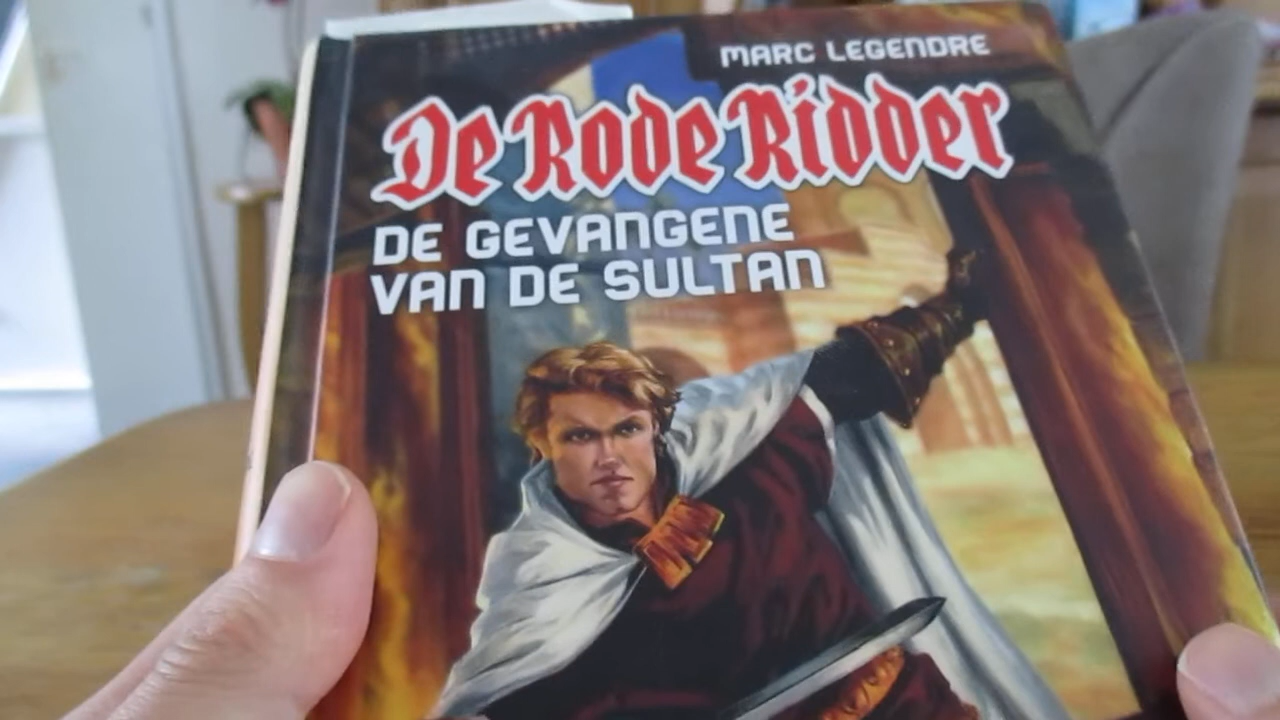 MARC LEGENDRE
De Rode Ridder
DE GEVANGENE
VAN DE SULTAN